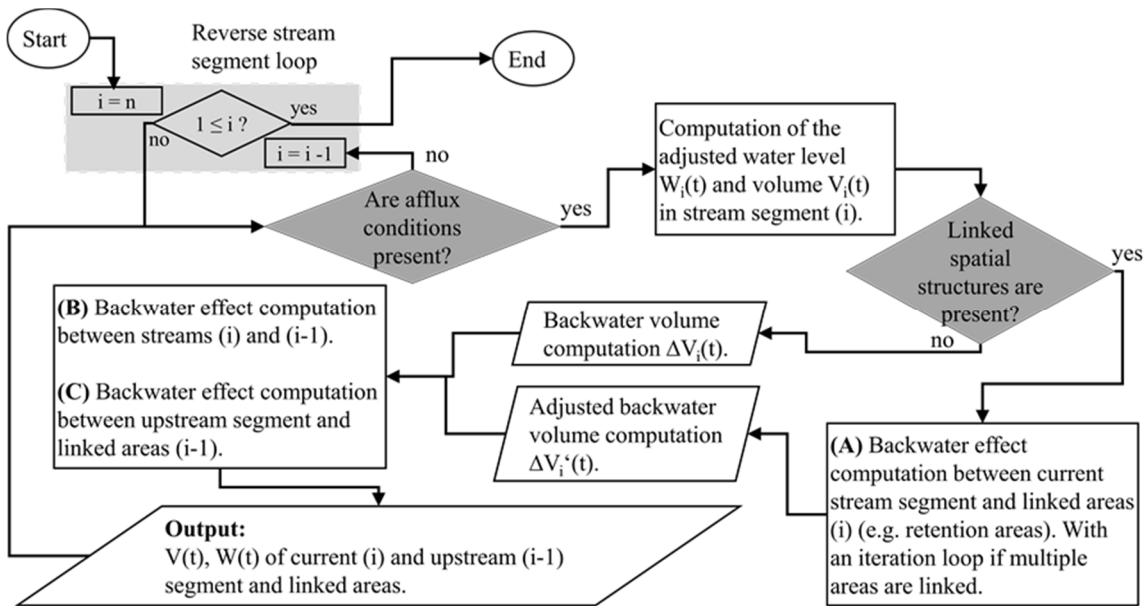 Start
Reverse stream
segment loop
End
i = n
1 ≤ i ?
yes
no
i = i -1
no
Are afflux
conditions
present?
yes
Computation of the
adjusted water level
Wi(t) and volume Vi(t)
in stream segment (i).
Linked
spatial
structures are
present?
yes
no
(B) Backwater effect computation
between streams (i) and (i-1).
(C) Backwater effect computation
between upstream segment and
linked areas (i-1).
Backwater volume
computation ΔVi(t).
Adjusted backwater
volume computation
ΔVi‘(t).
(A) Backwater effect
computation between current
stream segment and linked areas
(i) (e.g. retention areas). With
an iteration loop if multiple
areas are linked.
Output:
V(t), W(t) of current (i) and upstream (i-1)
segment and linked areas.